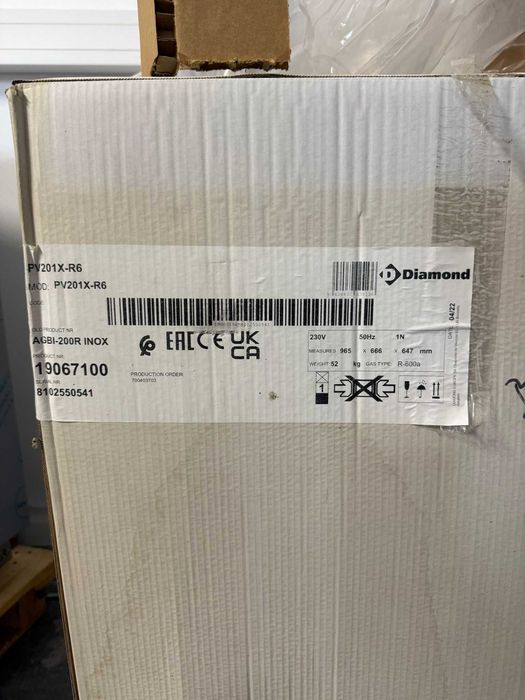 PV201X-R6
MOD: PV201X-R6
Diamond
OLD PRODUCT NR
AGBI-200R INOX
PRODUCT NR:
19067100
SERIAL NR
8102550541
EAC CE UK CA
PRODUCTION ORDER
230V 50Hz 1N
MEASURES 965 x 666 x 647 mm
WEIGHT 52 kg GAS TYPE: R-600a
1
DATE 04/22